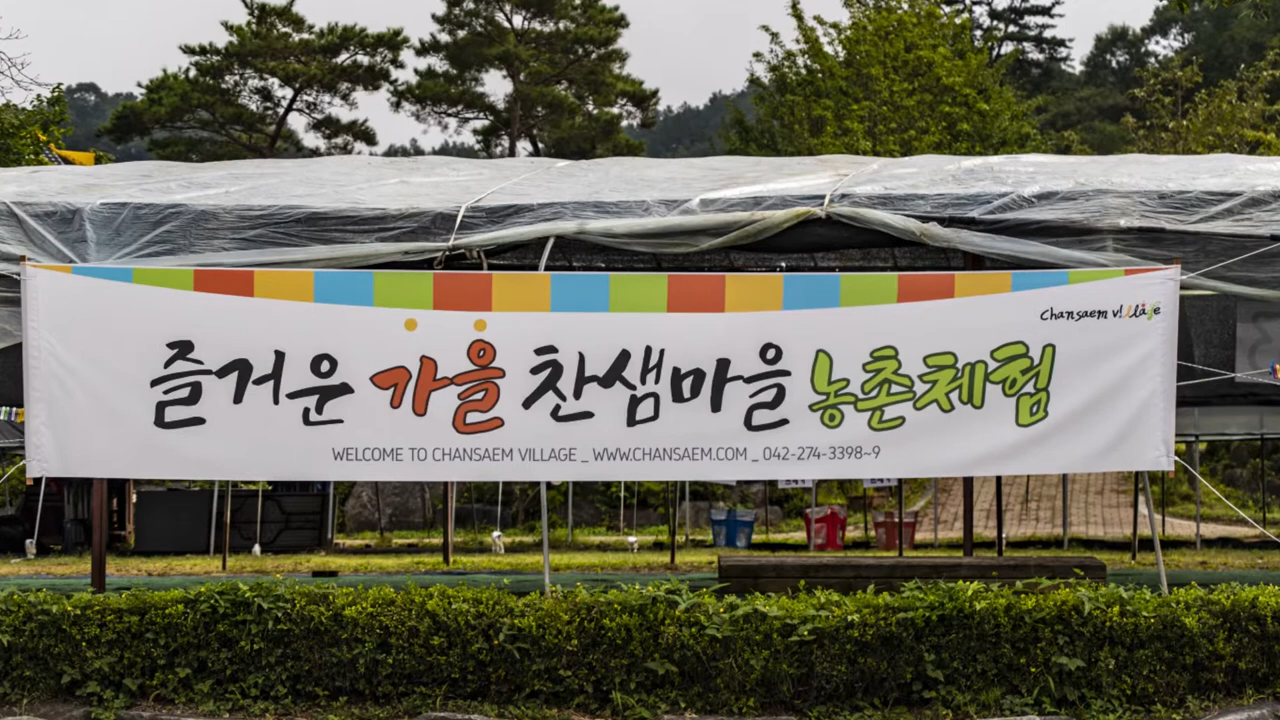 Chansaem village
즐거운 가을 찬샘마을 농촌체험
WELCOME TO CHANSAEM VILLAGE _ WWW.CHANSAEM.COM _ 042-274-3398~9